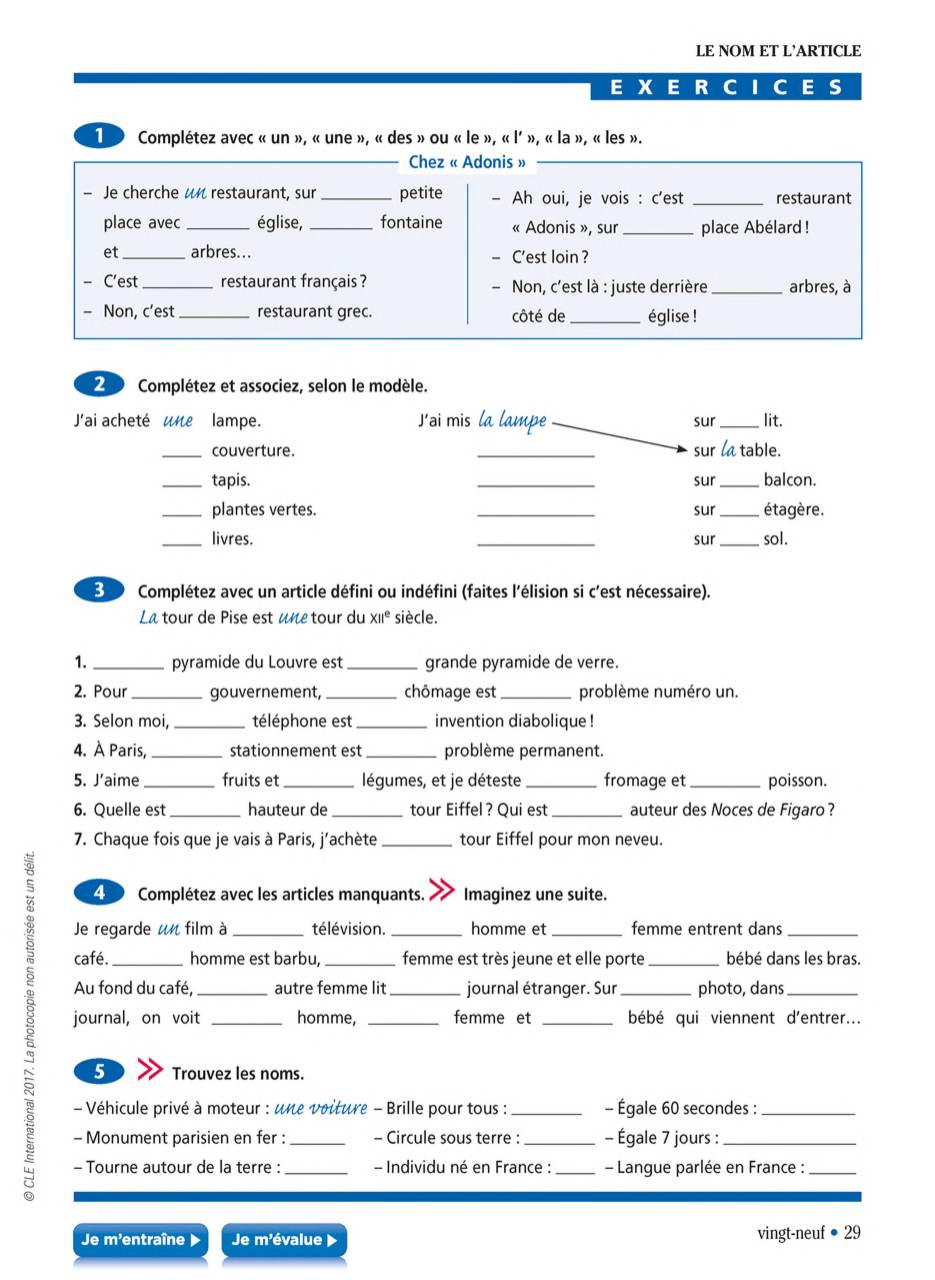 LE NOM ET L’ARTICLE
EXERCICES
1 Complétez avec « un », « une », « des » ou « le », « l’ », « la », « les ».
Chez « Adonis »
– Je cherche un restaurant, sur ________ petite
place avec ________ église, ________ fontaine
et ________ arbres…
– C’est ________ restaurant français ?
– Non, c’est ________ restaurant grec.
– Ah oui, je vois : c’est ________ restaurant
« Adonis », sur ________ place Abélard !
– C’est loin ?
– Non, c’est là : juste derrière ________ arbres, à
côté de ________ église !
2 Complétez et associez, selon le modèle.
J’ai acheté une lampe. J’ai mis la lampe sur ____ lit.
____ couverture. ________ sur la table.
____ tapis. ________ sur ____ balcon.
____ plantes vertes. ________ sur ____ étagère.
____ livres. ________ sur ____ sol.
3 Complétez avec un article défini ou indéfini (faites l’élision si c’est nécessaire).
La tour de Pise est une tour du XIIe siècle.
1. ________ pyramide du Louvre est ________ grande pyramide de verre.
2. Pour ________ gouvernement, ________ chômage est ________ problème numéro un.
3. Selon moi, ________ téléphone est ________ invention diabolique !
4. À Paris, ________ stationnement est ________ problème permanent.
5. J’aime ________ fruits et ________ légumes, et je déteste ________ fromage et ________ poisson.
6. Quelle est ________ hauteur de ________ tour Eiffel ? Qui est ________ auteur des Noces de Figaro ?
7. Chaque fois que je vais à Paris, j’achète ________ tour Eiffel pour mon neveu.
4 Complétez avec les articles manquants. Imaginez une suite.
Je regarde un film à ________ télévision. ________ homme et ________ femme entrent dans ________
café. ________ homme est barbu, ________ femme est très jeune et elle porte ________ bébé dans les bras.
Au fond du café, ________ autre femme lit ________ journal étranger. Sur ________ photo, dans ________
journal, on voit ________ homme, ________ femme et ________ bébé qui viennent d’entrer…
5 Trouvez les noms.
– Véhicule privé à moteur : une voiture – Brille pour tous : ________ – Égale 60 secondes : ________
– Monument parisien en fer : ________ – Circule sous terre : ________ – Égale 7 jours : ________
– Tourne autour de la terre : ________ – Individu né en France : ____ – Langue parlée en France : ____
© CLE International 2017. La photocopie non autorisée est un délit.
Je m’entraîne Je m’évalue
vingt-neuf • 29